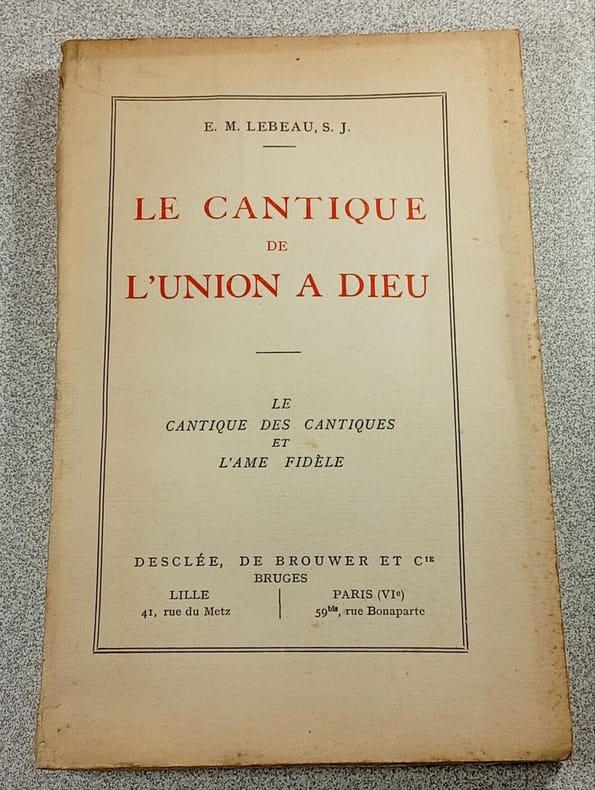 E. M. LEBEAU, S. J.
LE CANTIQUE
DE
L'UNION A DIEU
LE
CANTIQUE DES CANTIQUES
ET
L'AME FIDÈLE
DESCLÉE, DE BROUWER ET Cᴵᴱ
BRUGES
LILLE PARIS (VIᵉ)
41, rue du Metz 59ᵇⁱˢ, rue Bonaparte